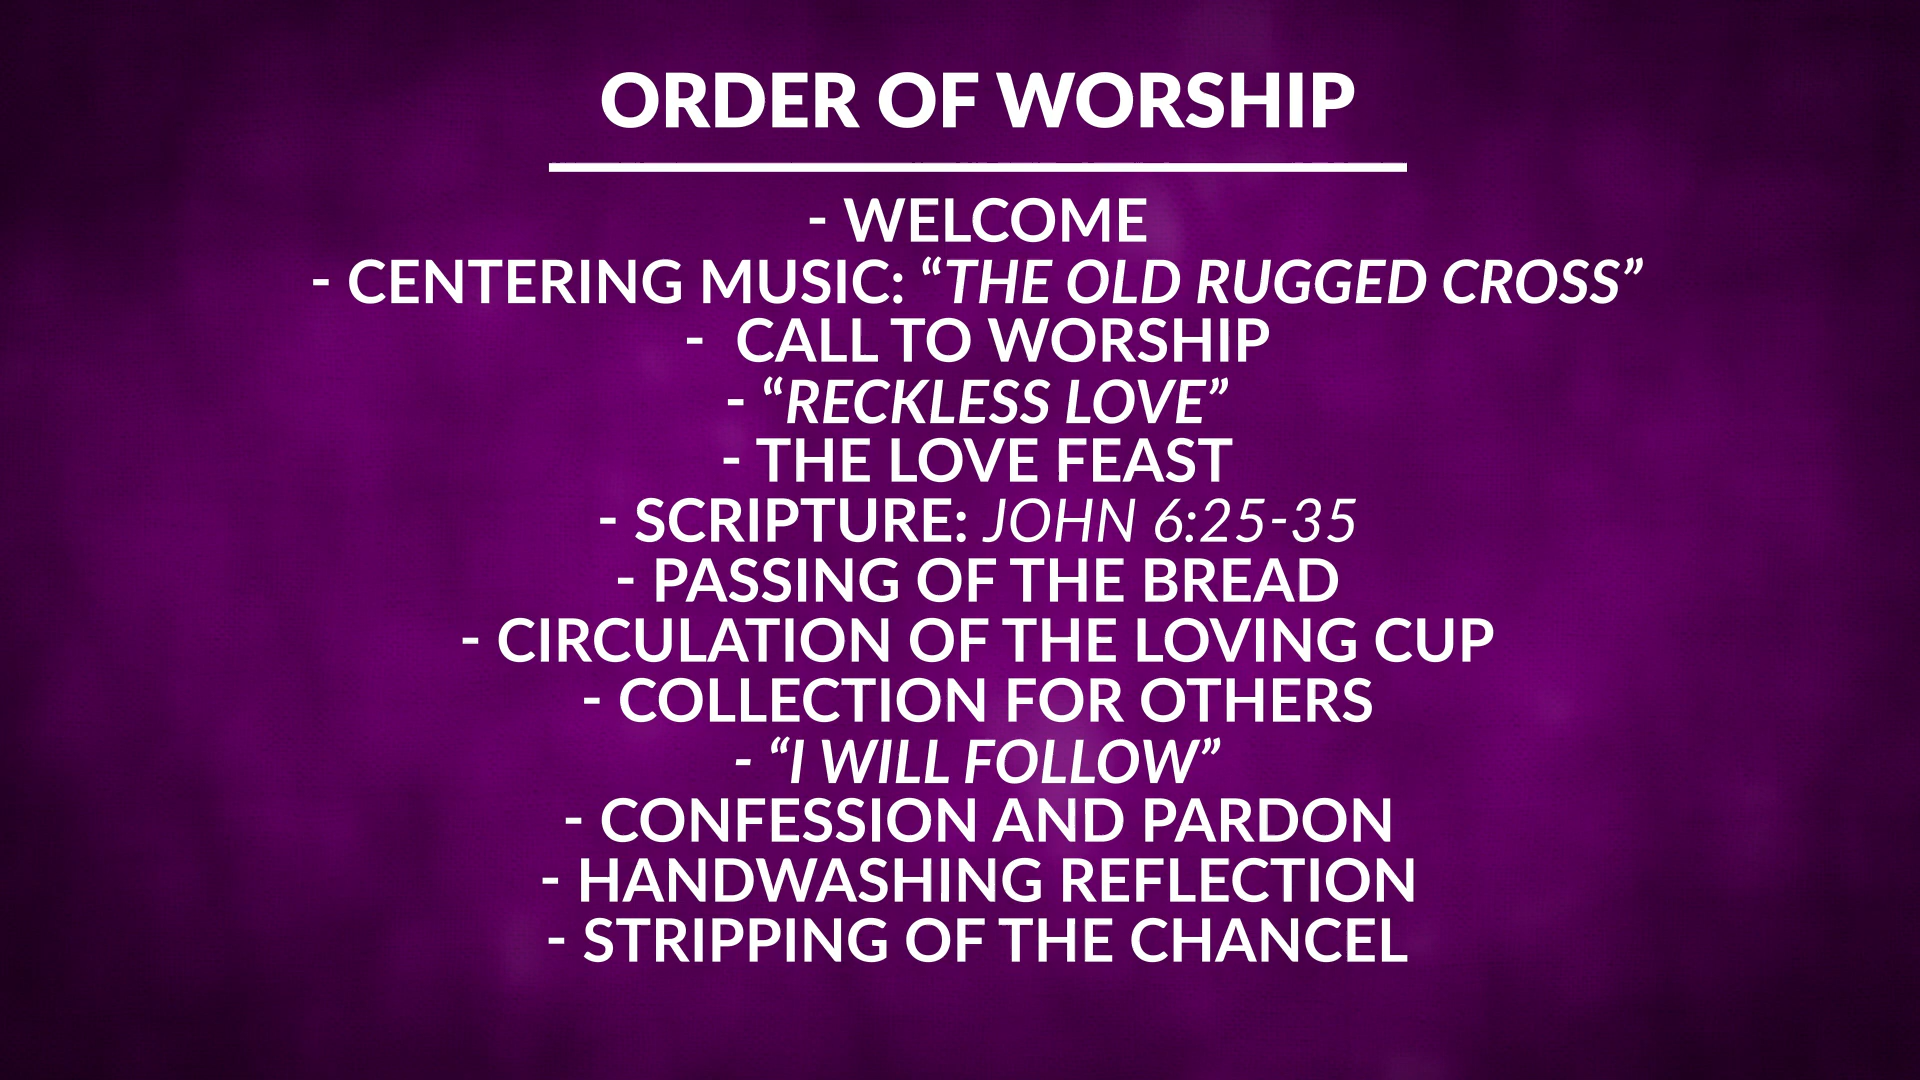 ORDER OF WORSHIP
- WELCOME
- CENTERING MUSIC: “THE OLD RUGGED CROSS”
- CALL TO WORSHIP
- “RECKLESS LOVE”
- THE LOVE FEAST
- SCRIPTURE: JOHN 6:25-35
- PASSING OF THE BREAD
- CIRCULATION OF THE LOVING CUP
- COLLECTION FOR OTHERS
- “I WILL FOLLOW”
- CONFESSION AND PARDON
- HANDWASHING REFLECTION
- STRIPPING OF THE CHANCEL